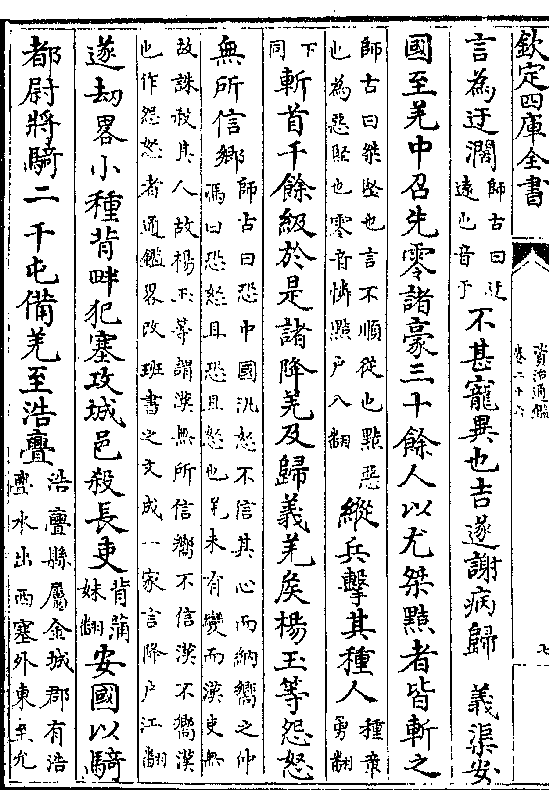 欽定四庫全書
資治通鑑
卷二十六
七
言為迂濶師古曰迂逺也音于不甚寵異也吉遂謝病歸　義渠安
國至羌中召先零諸豪三十餘人以尤桀黠者皆斬之
師古曰桀堅也言不順從也黠惡也為惡堅也零音憐黠户八翻縱兵擊其種人種章勇翻
下同斬首千餘級於是諸降羌及歸義羌侯楊玉等怨怒
無所信鄉師古曰恐中國汎怒不信其心而納嚮之仲馮曰恐怒且恐且怒也羌未有變而漢吏無
故誅殺其人故楊玉等謂漢無所信嚮不信漢不嚮漢也作怨怒者通鑑畧改班書之文成一家言降户江翻
遂劫畧小種背畔犯塞攻城邑殺長吏背蒲妹翻安國以騎
都尉將騎二千屯備羌至浩亹浩亹縣屬金城郡有浩亹水出西塞外東至允